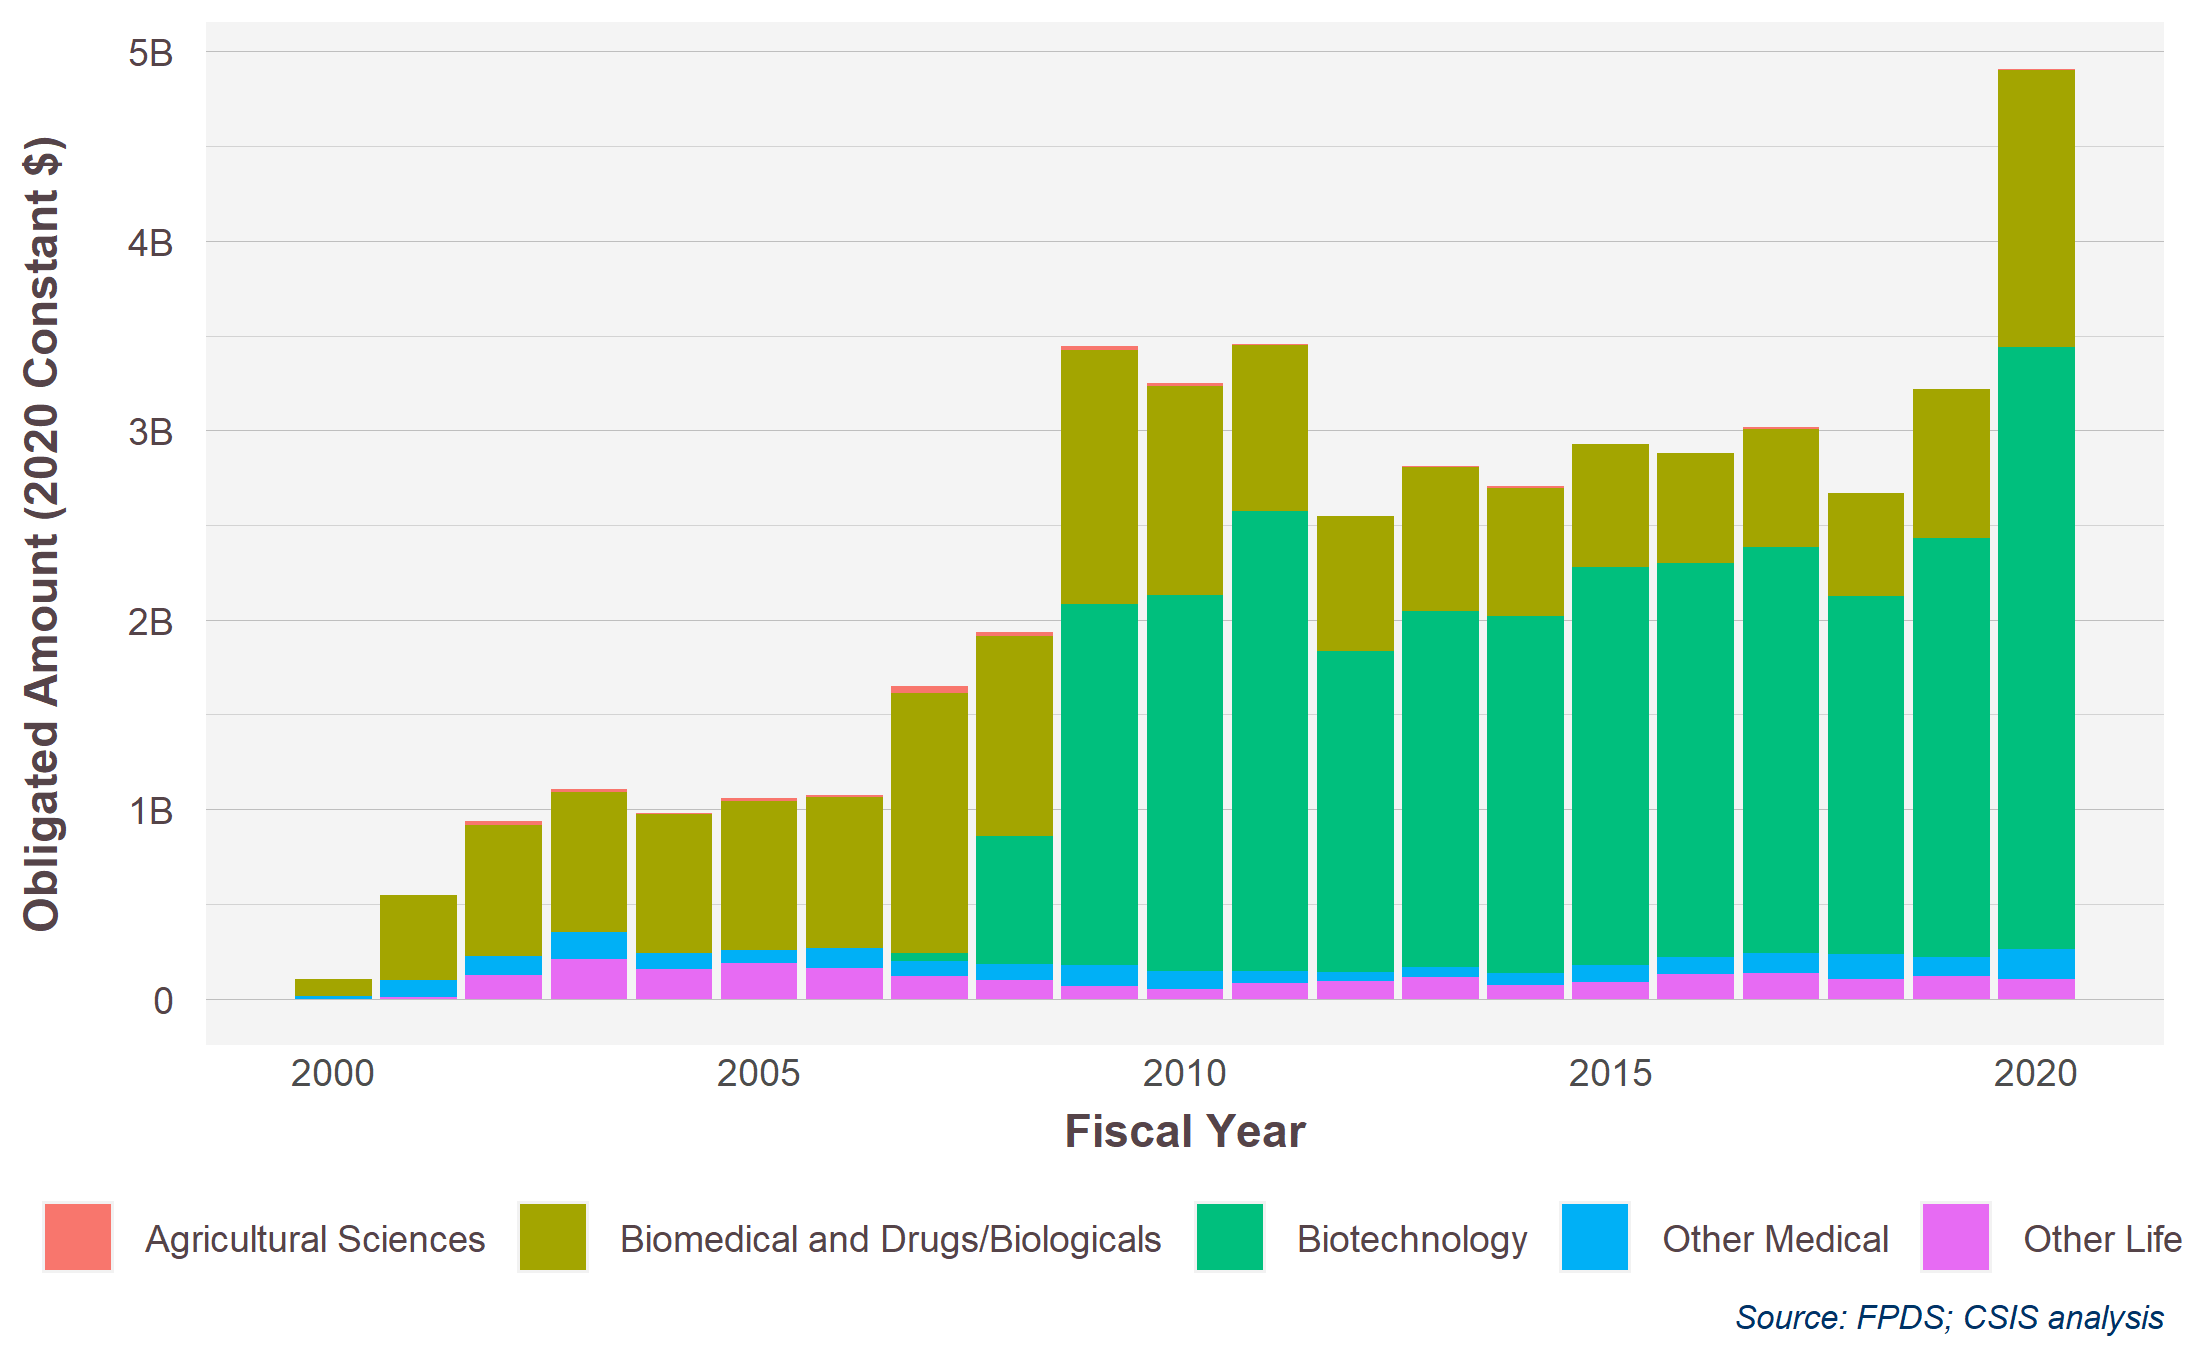 5B
4B
3B
2B
1B
0
Obligated Amount (2020 Constant $)
2000 2005 2010 2015 2020
Fiscal Year
Agricultural Sciences Biomedical and Drugs/Biologicals Biotechnology Other Medical Other Life
Source: FPDS; CSIS analysis